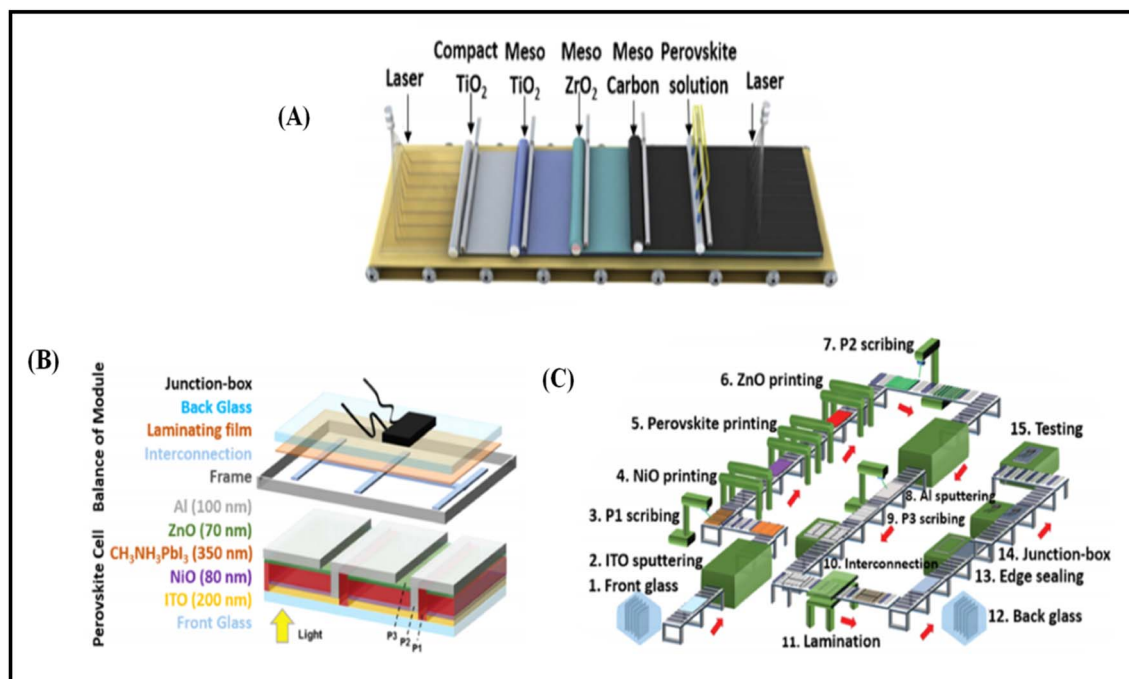 (A)
Laser
Compact
TiO₂
Meso
TiO₂
Meso
ZrO₂
Meso
Carbon
Perovskite
solution
Laser
(B)
Balance of Module
Junction-box
Back Glass
Laminating film
Interconnection
Frame
Perovskite Cell
Al (100 nm)
ZnO (70 nm)
CH₃NH₃PbI₃ (350 nm)
NiO (80 nm)
ITO (200 nm)
Front Glass
Light
P3
P2
P1
(C)
1. Front glass
2. ITO sputtering
3. P1 scribing
4. NiO printing
5. Perovskite printing
6. ZnO printing
7. P2 scribing
8. Al sputtering
9. P3 scribing
10. Interconnection
11. Lamination
12. Back glass
13. Edge sealing
14. Junction-box
15. Testing